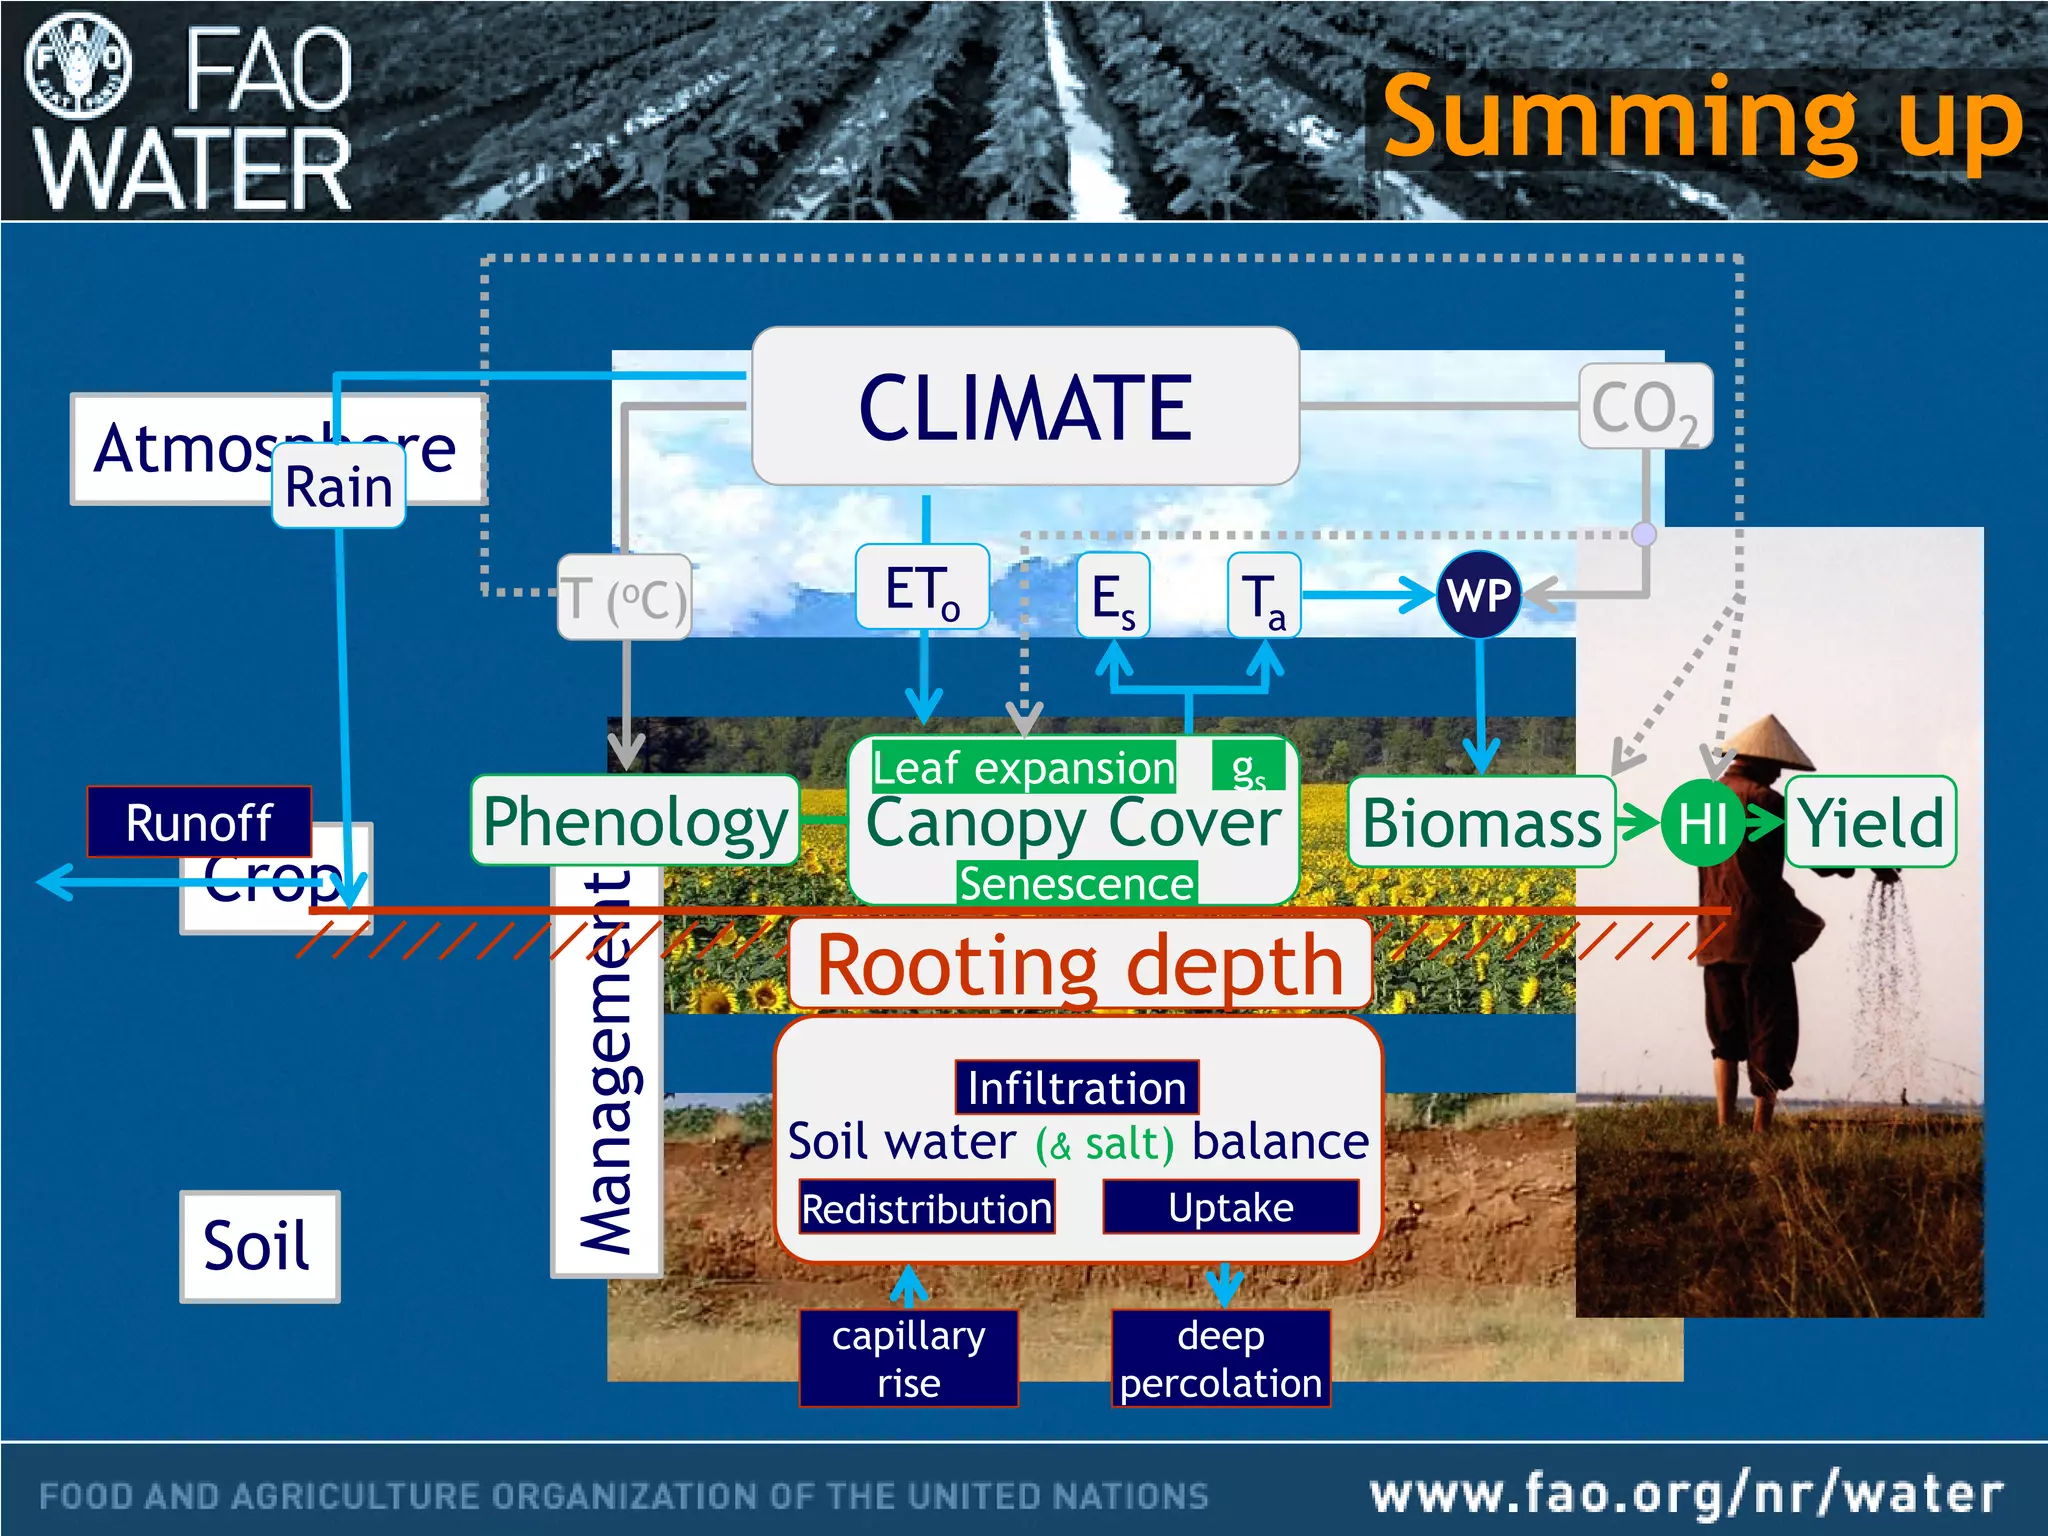 FAO
WATER
FIAT PANIS
Summing up
CLIMATE
CO2
Atmosphere
Rain
T (oC)
ETo
Es
Ta
WP
Leaf expansion
gs
Runoff
Phenology
Canopy Cover
Biomass
HI
Yield
Crop
Senescence
Management
Rooting depth
Infiltration
Soil water (& salt) balance
Redistribution
Uptake
Soil
capillary
rise
deep
percolation
FOOD AND AGRICULTURE ORGANIZATION OF THE UNITED NATIONS
www.fao.org/nr/water